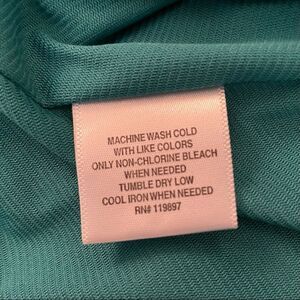 MACHINE WASH COLD
WITH LIKE COLORS
ONLY NON-CHLORINE BLEACH
WHEN NEEDED
TUMBLE DRY LOW
COOL IRON WHEN NEEDED
RN# 119897